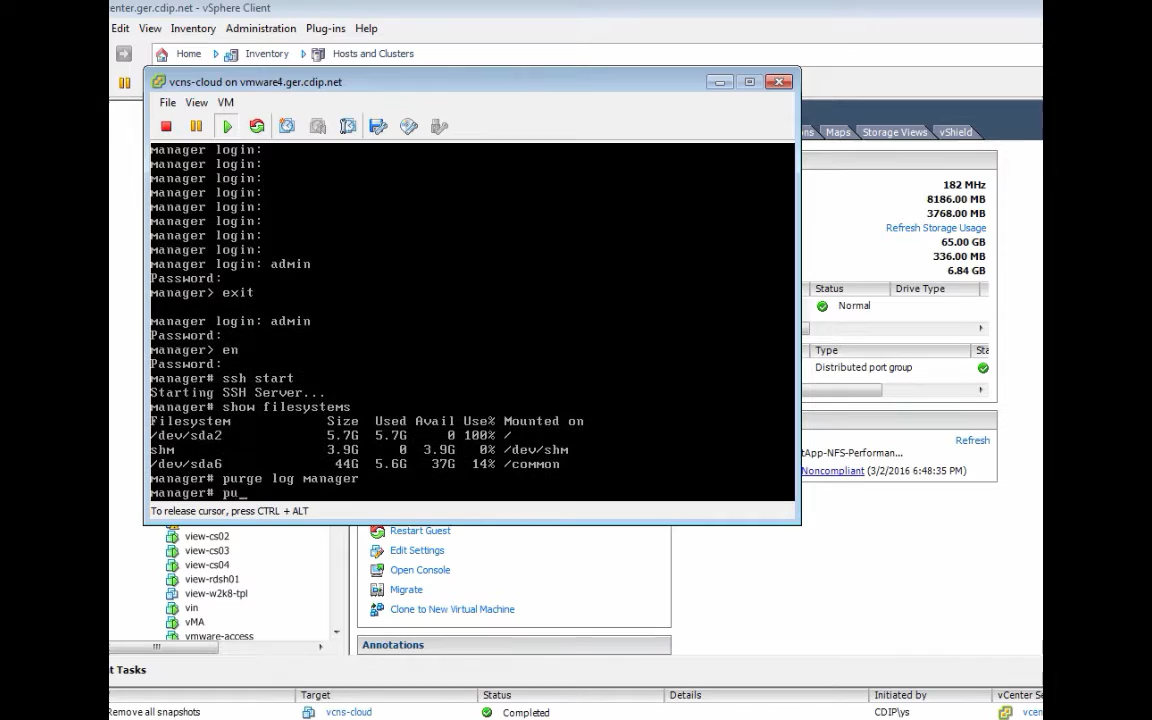 enter.ger.cdip.net - vSphere Client
Edit View Inventory Administration Plug-ins Help
Home Inventory Hosts and Clusters
vcns-cloud on vmware4.ger.cdip.net
File View VM
ons Maps Storage Views vShield
manager login:
manager login:
manager login:
manager login:
manager login:
manager login:
manager login:
manager login:
manager login: admin
Password:
manager> exit
manager login: admin
Password:
manager> en
Password:
manager# ssh start
Starting SSH Server...
manager# show filesystems
Filesystem Size Used Avail Use% Mounted on
/dev/sda2 5.7G 5.7G 0 100% /
shm 3.9G 0 3.9G 0% /dev/shm
/dev/sda6 44G 5.6G 37G 14% /common
manager# purge log manager
manager# pu_
To release cursor, press CTRL + ALT
182 MHz
8186.00 MB
3768.00 MB
Refresh Storage Usage
65.00 GB
336.00 MB
6.84 GB
Status Drive Type
Normal
Type Sta
Distributed port group
Refresh
tApp-NFS-Performan...
Noncompliant (3/2/2016 6:48:35 PM)
view-cs02
view-cs03
view-cs04
view-rdsh01
view-w2k8-tpl
vin
vMA
vmware-access
Restart Guest
Edit Settings
Open Console
Migrate
Clone to New Virtual Machine
Annotations
t Tasks
Target Status Details Initiated by vCenter Se
Remove all snapshots vcns-cloud Completed CDIP\ys vcen